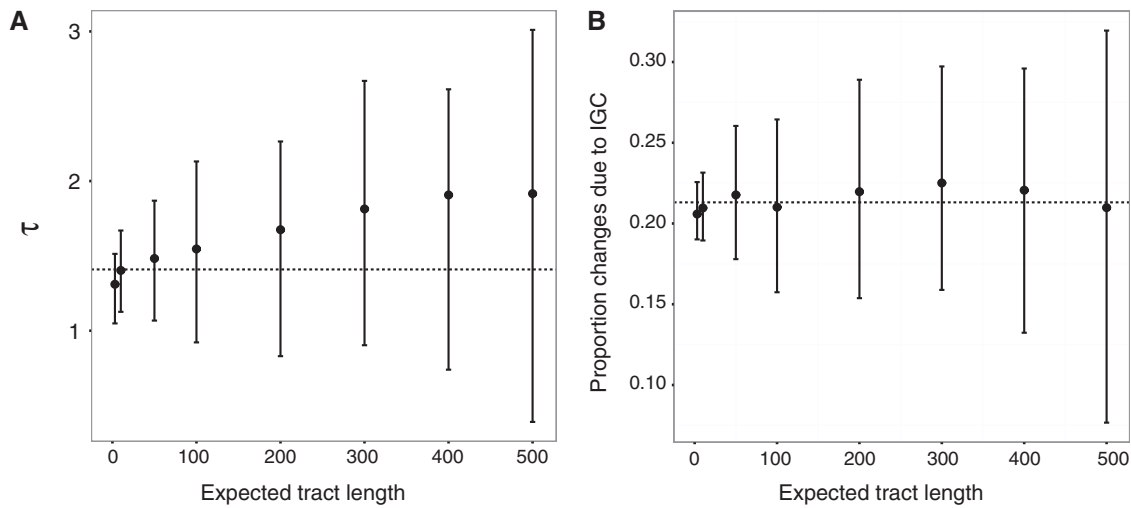 A
3
2
1
τ
0 100 200 300 400 500
Expected tract length
B
0.30
0.25
0.20
0.15
0.10
Proportion changes due to IGC
0 100 200 300 400 500
Expected tract length